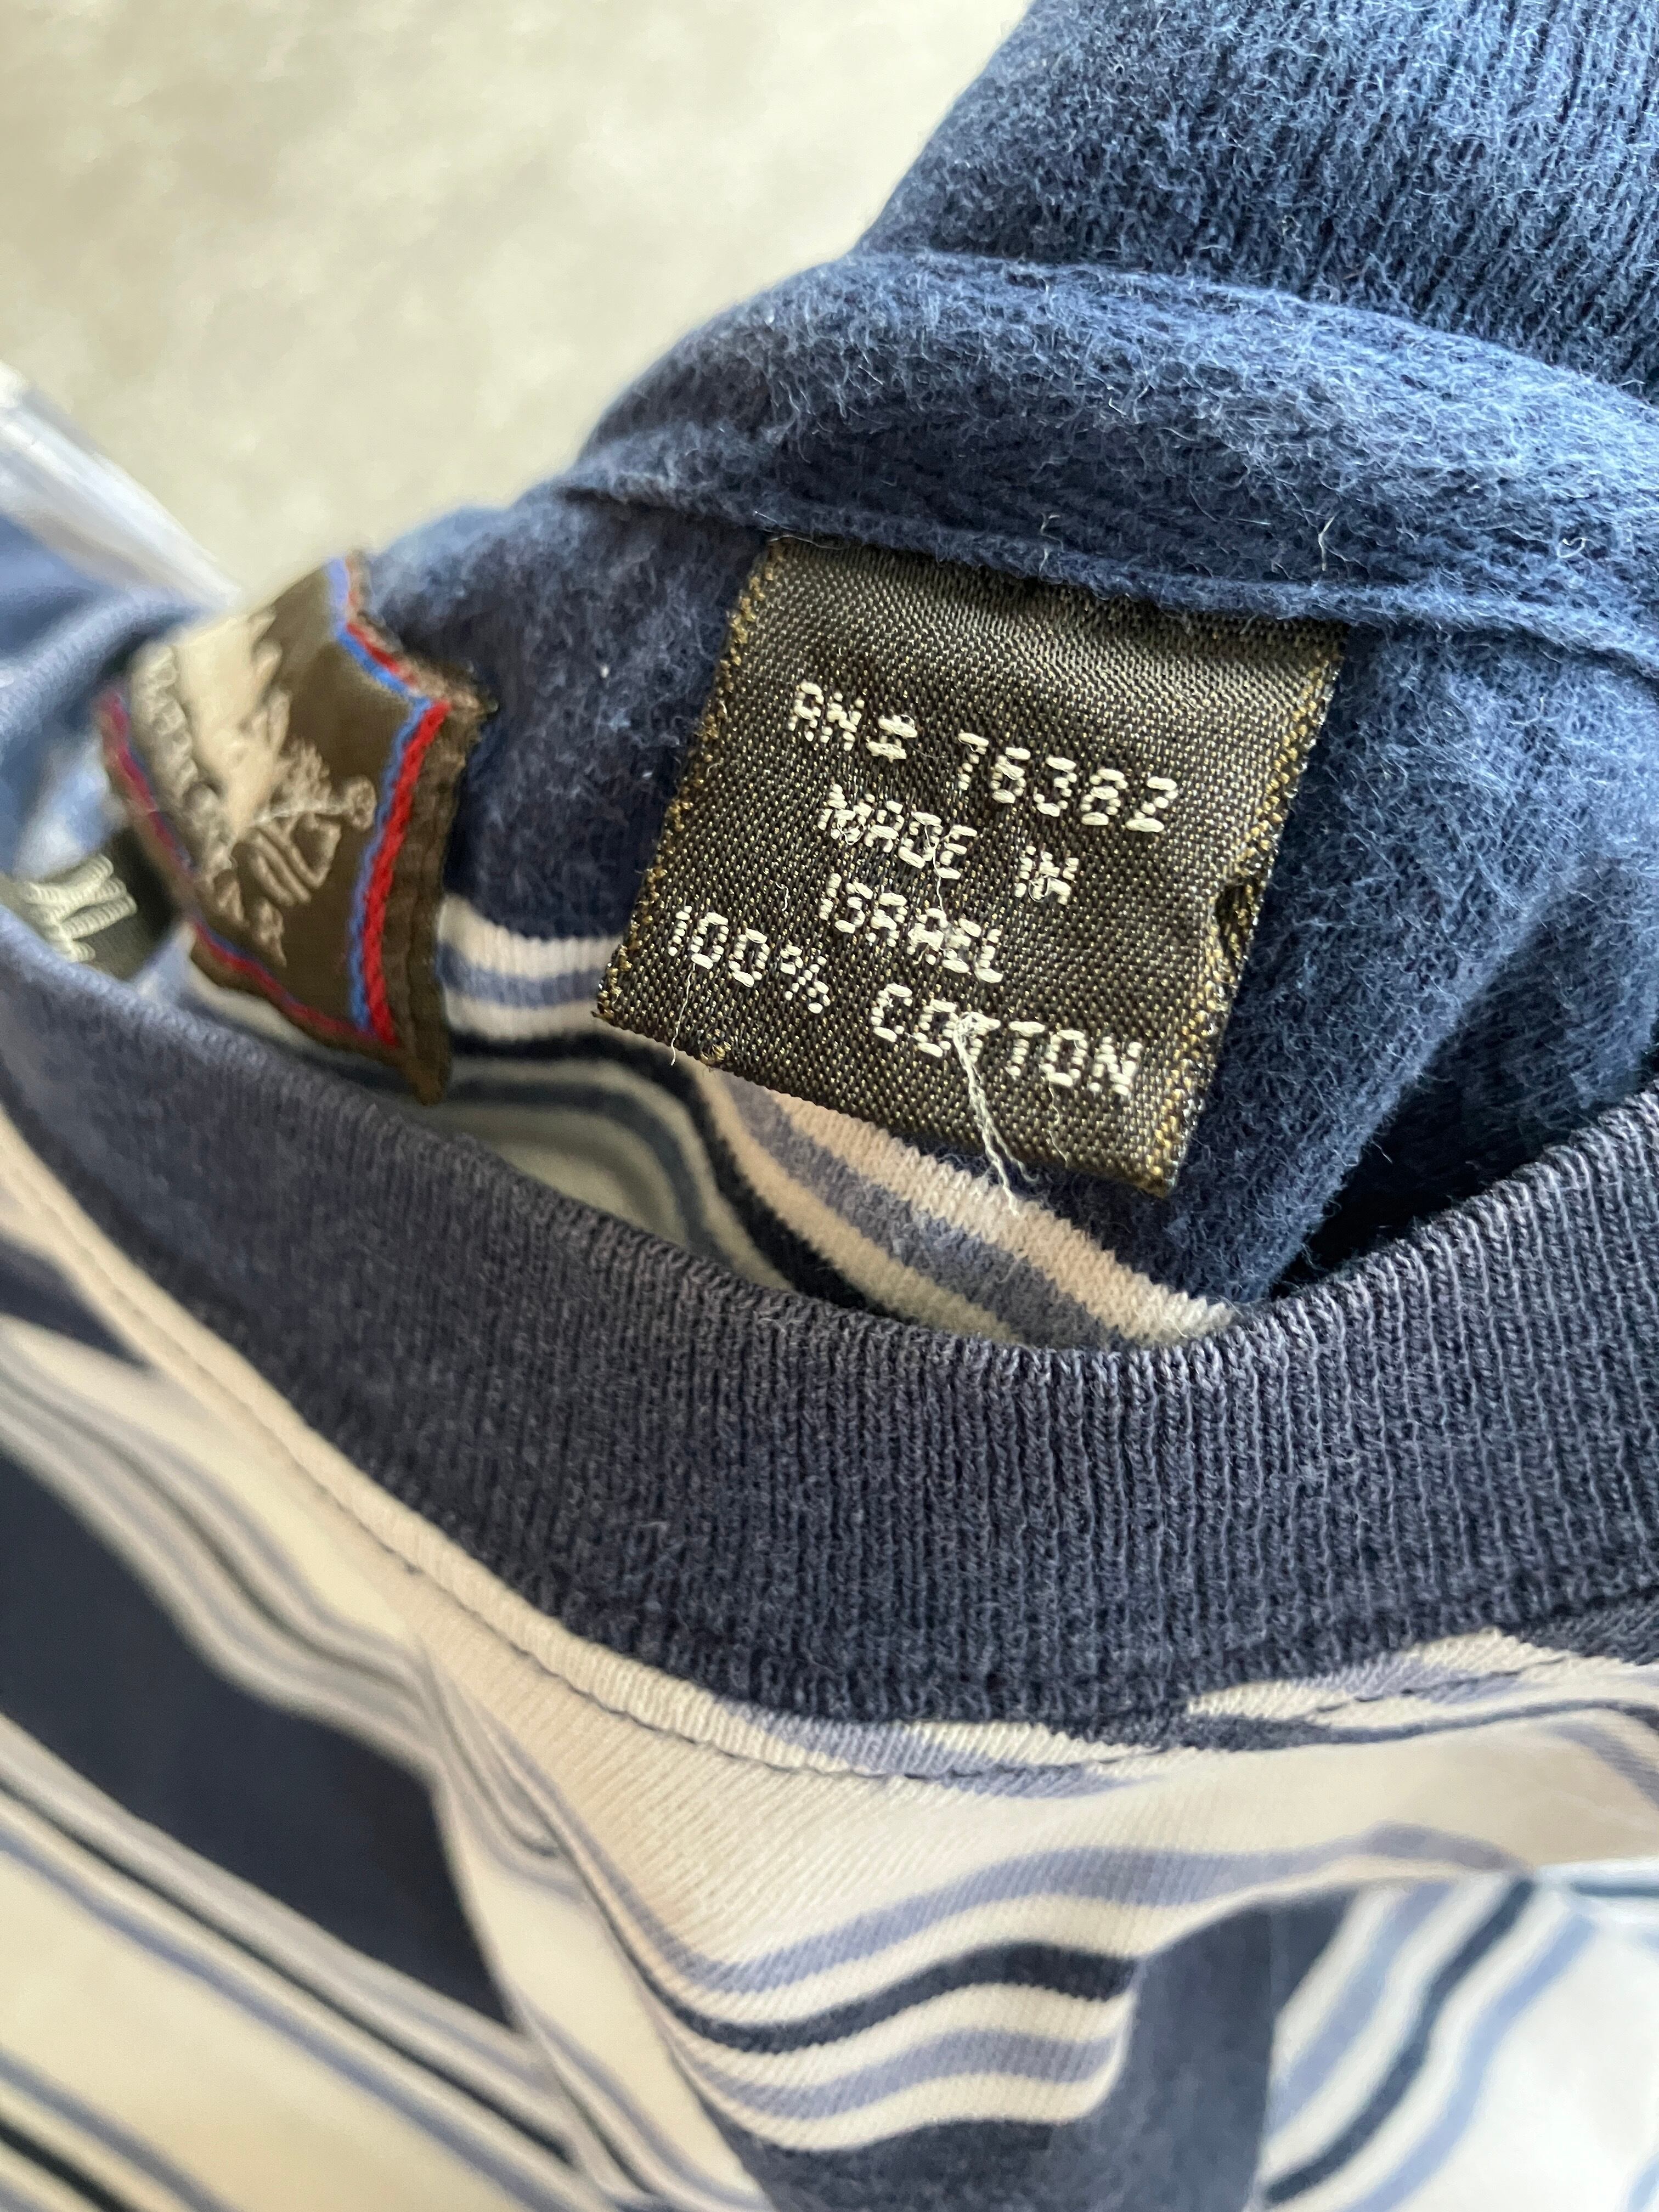 RN# 76382
MADE IN
ISRAEL
100% COTTON